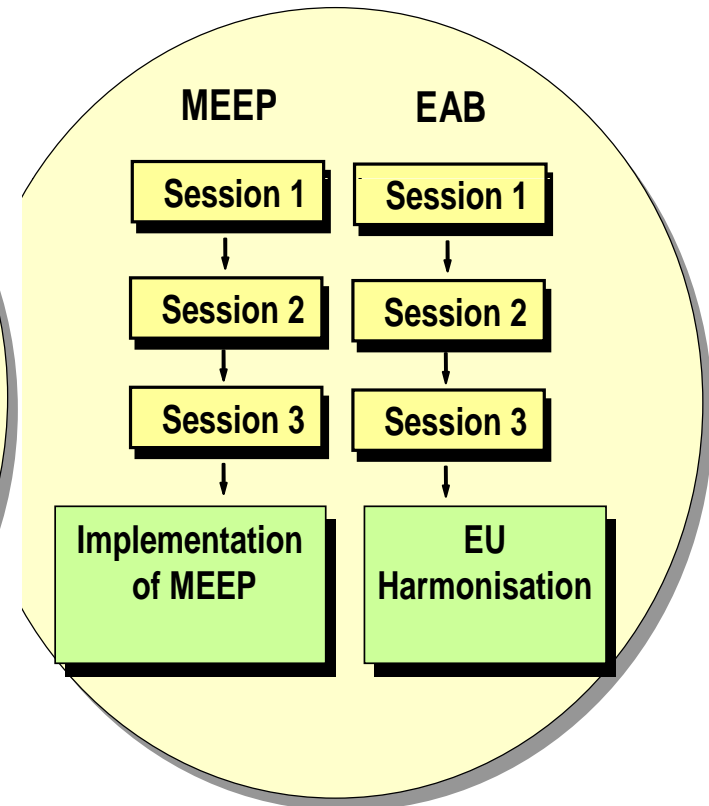 MEEP EAB
Session 1 Session 1
Session 2 Session 2
Session 3 Session 3
Implementation
of MEEP
EU
Harmonisation